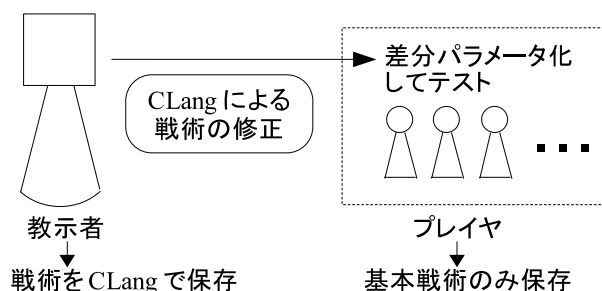 差分パラメータ化
してテスト
CLangによる
戦術の修正
教示者
プレイヤ
戦術をCLangで保存
基本戦術のみ保存